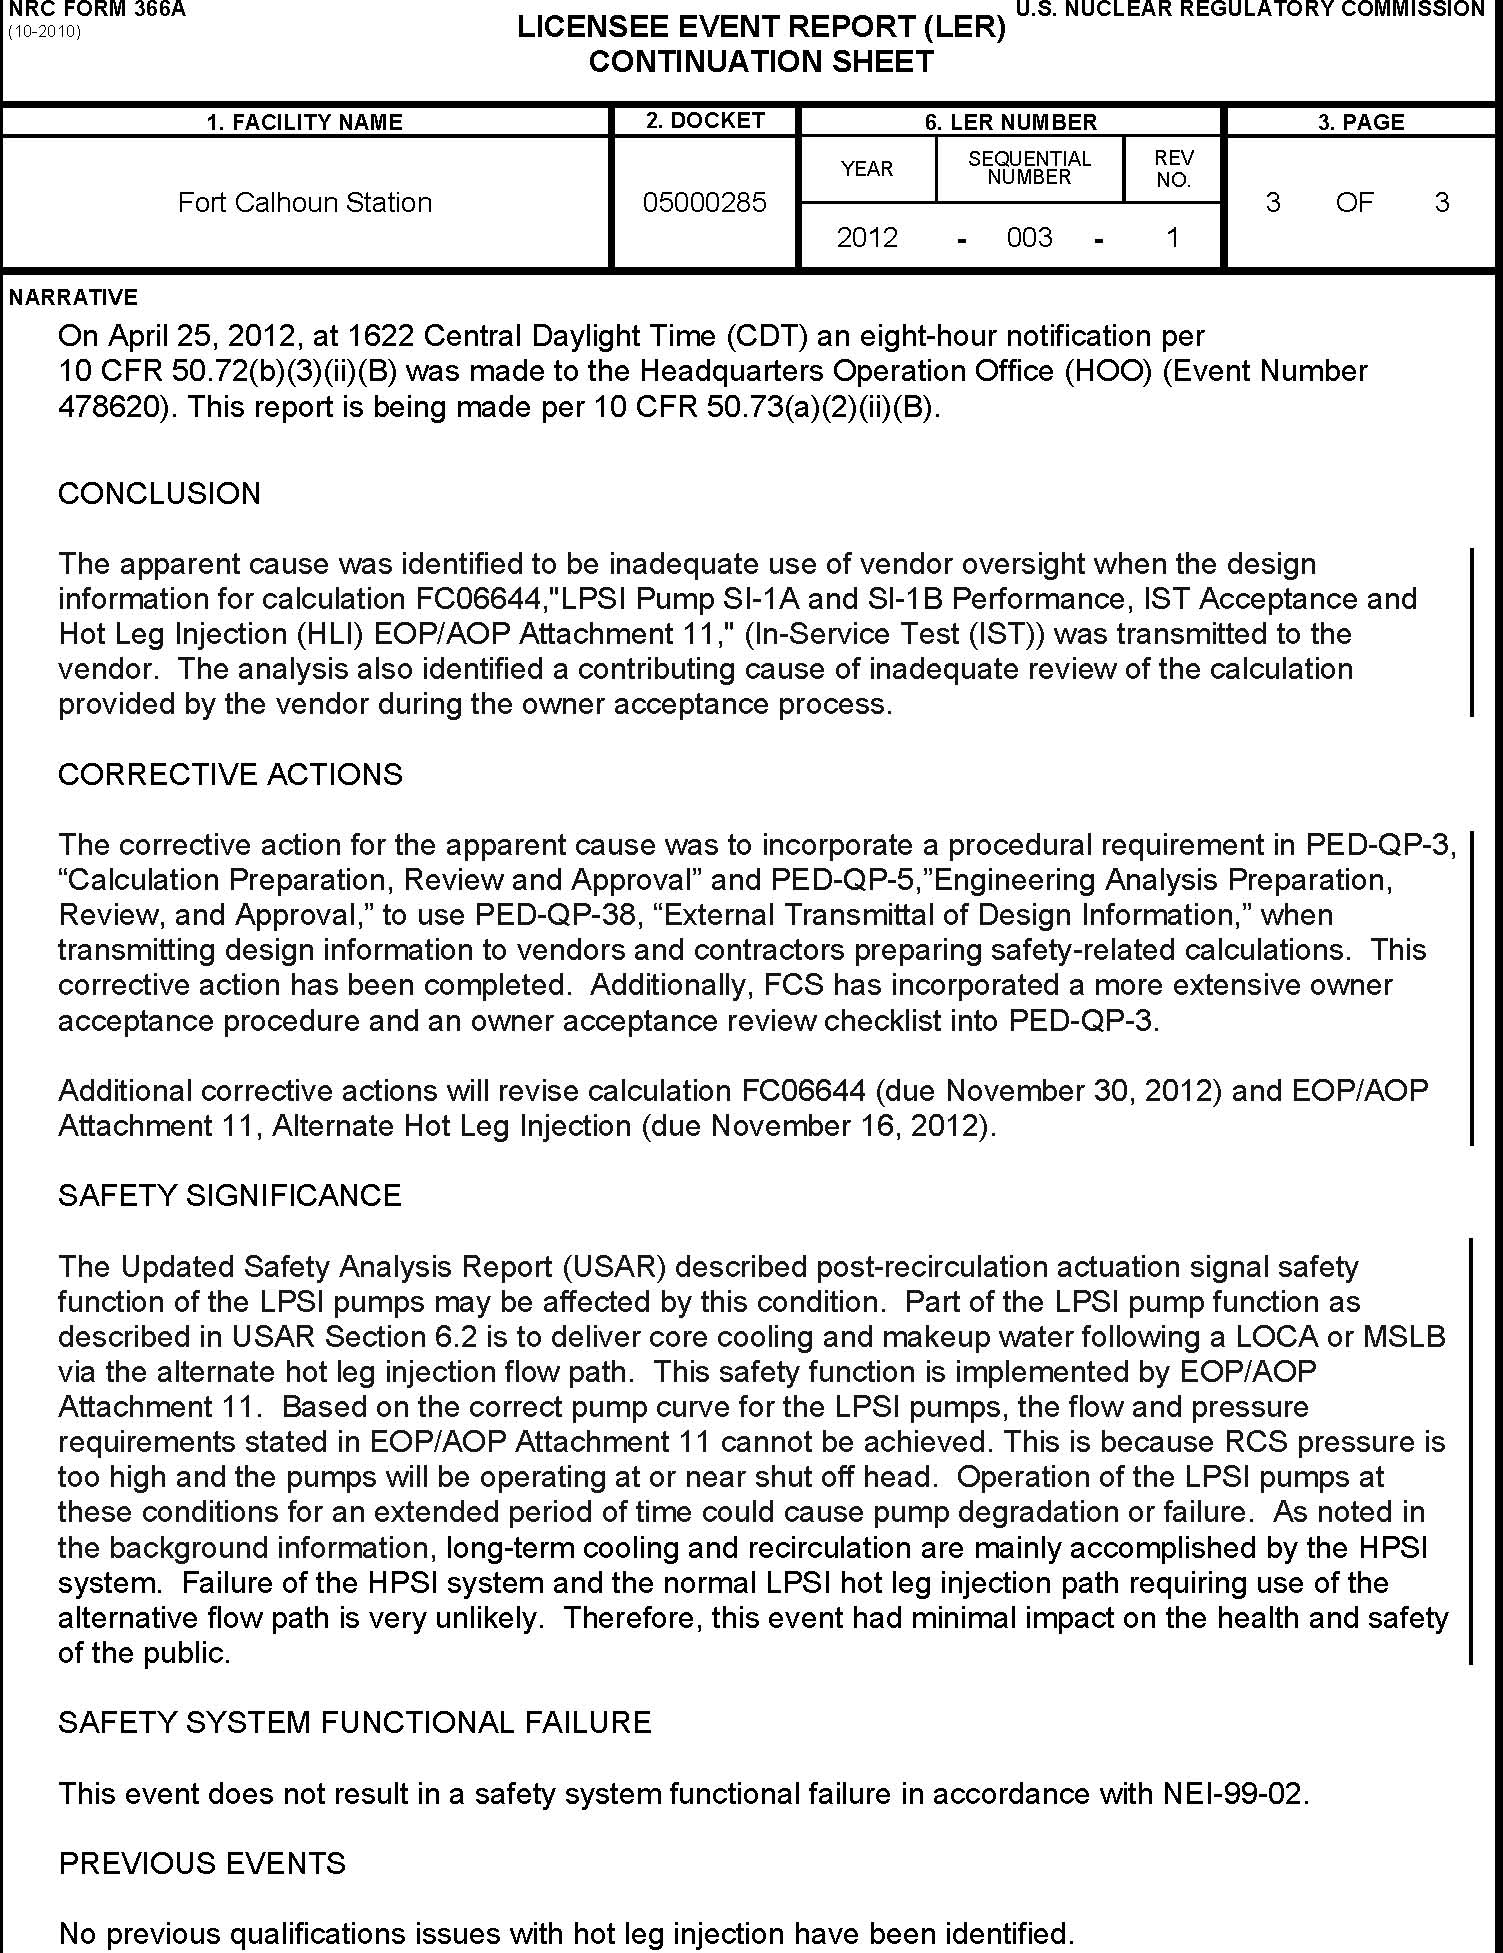 NRC FORM 366A
U.S. NUCLEAR REGULATORY COMMISSION
(10-2010)
LICENSEE EVENT REPORT (LER)
CONTINUATION SHEET
1. FACILITY NAME
2. DOCKET
6. LER NUMBER
3. PAGE
YEAR
SEQUENTIAL
NUMBER
REV
NO.
Fort Calhoun Station
05000285
3 OF 3
2012 - 003 - 1
NARRATIVE
On April 25, 2012, at 1622 Central Daylight Time (CDT) an eight-hour notification per
10 CFR 50.72(b)(3)(ii)(B) was made to the Headquarters Operation Office (HOO) (Event Number
478620). This report is being made per 10 CFR 50.73(a)(2)(ii)(B).
CONCLUSION
The apparent cause was identified to be inadequate use of vendor oversight when the design
information for calculation FC06644,"LPSI Pump SI-1A and SI-1B Performance, IST Acceptance and
Hot Leg Injection (HLI) EOP/AOP Attachment 11," (In-Service Test (IST)) was transmitted to the
vendor.  The analysis also identified a contributing cause of inadequate review of the calculation
provided by the vendor during the owner acceptance process.
CORRECTIVE ACTIONS
The corrective action for the apparent cause was to incorporate a procedural requirement in PED-QP-3,
“Calculation Preparation, Review and Approval” and PED-QP-5,”Engineering Analysis Preparation,
Review, and Approval,” to use PED-QP-38, “External Transmittal of Design Information,” when
transmitting design information to vendors and contractors preparing safety-related calculations.  This
corrective action has been completed.  Additionally, FCS has incorporated a more extensive owner
acceptance procedure and an owner acceptance review checklist into PED-QP-3.
Additional corrective actions will revise calculation FC06644 (due November 30, 2012) and EOP/AOP
Attachment 11, Alternate Hot Leg Injection (due November 16, 2012).
SAFETY SIGNIFICANCE
The Updated Safety Analysis Report (USAR) described post-recirculation actuation signal safety
function of the LPSI pumps may be affected by this condition.  Part of the LPSI pump function as
described in USAR Section 6.2 is to deliver core cooling and makeup water following a LOCA or MSLB
via the alternate hot leg injection flow path.  This safety function is implemented by EOP/AOP
Attachment 11.  Based on the correct pump curve for the LPSI pumps, the flow and pressure
requirements stated in EOP/AOP Attachment 11 cannot be achieved. This is because RCS pressure is
too high and the pumps will be operating at or near shut off head.  Operation of the LPSI pumps at
these conditions for an extended period of time could cause pump degradation or failure.  As noted in
the background information, long-term cooling and recirculation are mainly accomplished by the HPSI
system.  Failure of the HPSI system and the normal LPSI hot leg injection path requiring use of the
alternative flow path is very unlikely.  Therefore, this event had minimal impact on the health and safety
of the public.
SAFETY SYSTEM FUNCTIONAL FAILURE
This event does not result in a safety system functional failure in accordance with NEI-99-02.
PREVIOUS EVENTS
No previous qualifications issues with hot leg injection have been identified.